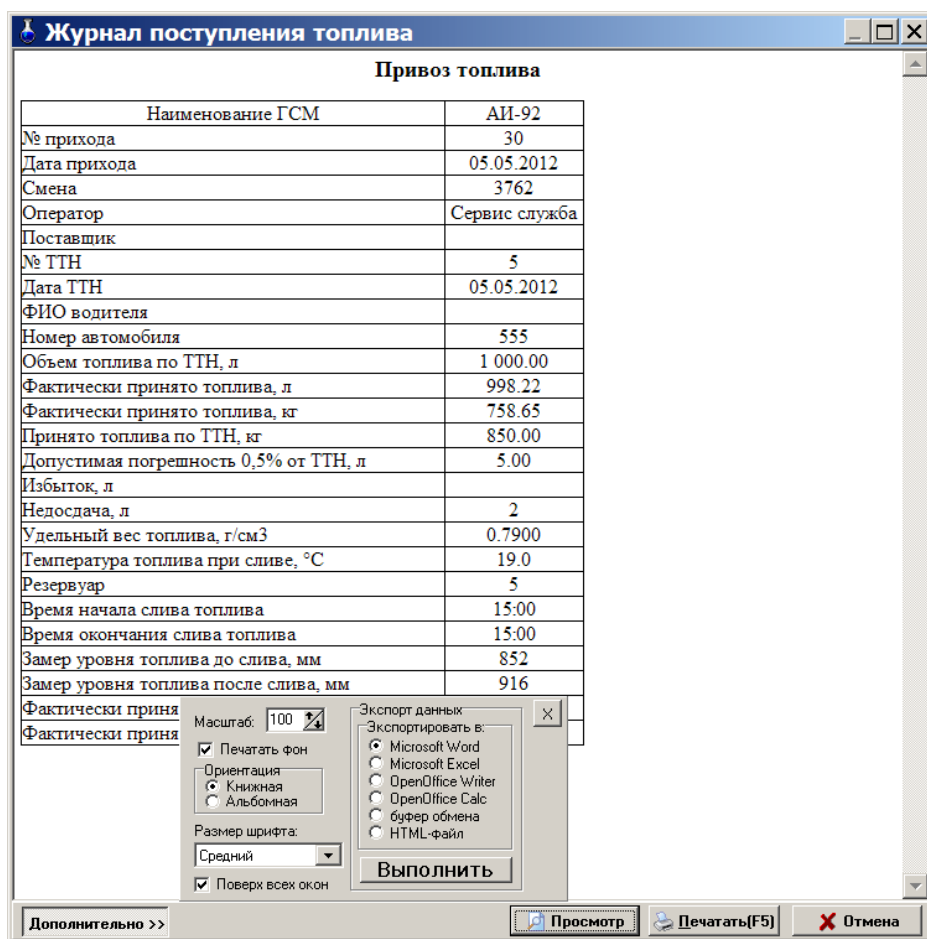 Журнал поступления топлива
Привоз топлива
Наименование ГСМ АИ-92
№ прихода 30
Дата прихода 05.05.2012
Смена 3762
Оператор Сервис служба
Поставщик
№ ТТН 5
Дата ТТН 05.05.2012
ФИО водителя
Номер автомобиля 555
Объем топлива по ТТН, л 1 000.00
Фактически принято топлива, л 998.22
Фактически принято топлива, кг 758.65
Принято топлива по ТТН, кг 850.00
Допустимая погрешность 0,5% от ТТН, л 5.00
Избыток, л
Недосдача, л 2
Удельный вес топлива, г/см3 0.7900
Температура топлива при сливе, °С 19.0
Резервуар 5
Время начала слива топлива 15:00
Время окончания слива топлива 15:00
Замер уровня топлива до слива, мм 852
Замер уровня топлива после слива, мм 916
Фактически приня
Фактически приня
Масштаб: 100
Печатать фон
Ориентация
Книжная
Альбомная
Размер шрифта:
Средний
Поверх всех окон
Экспорт данных
Экспортировать в:
Microsoft Word
Microsoft Excel
OpenOffice Writer
OpenOffice Calc
буфер обмена
HTML-файл
Выполнить
X
Дополнительно >>
Просмотр
Печатать(F5)
Отмена